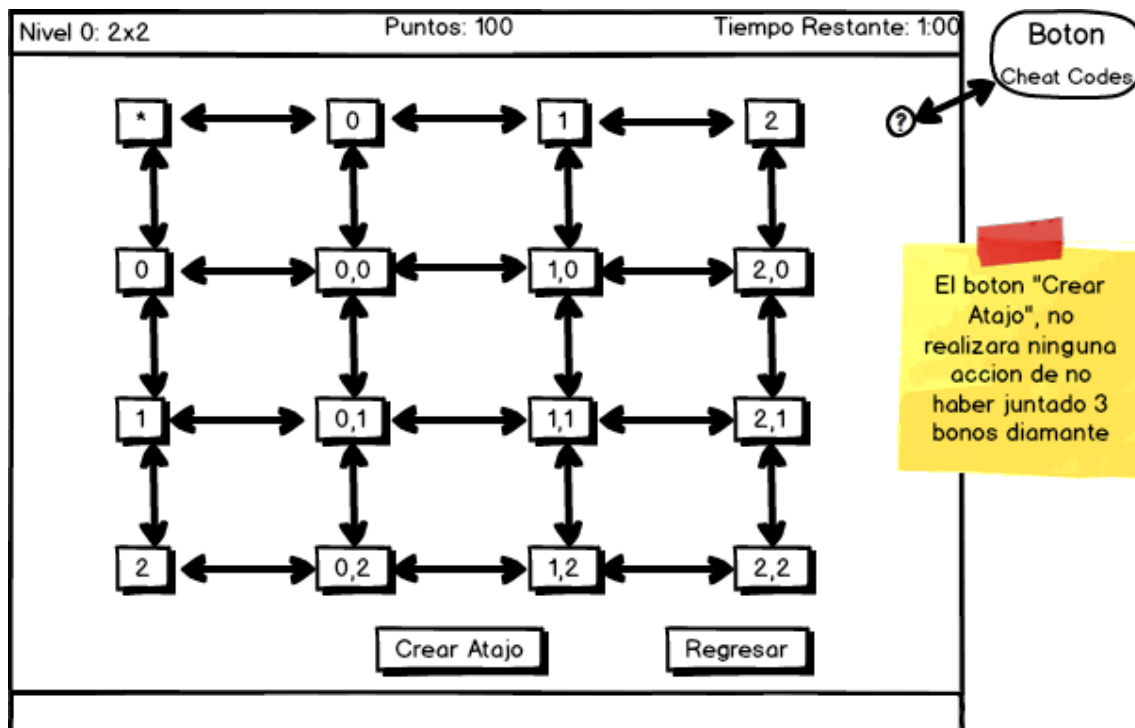 Nivel 0: 2x2 Puntos: 100 Tiempo Restante: 1:00
Boton
Cheat Codes
* 0 1 2 ?
0 0,0 1,0 2,0
1 0,1 1,1 2,1
2 0,2 1,2 2,2
El boton "Crear
Atajo", no
realizara ninguna
accion de no
haber juntado 3
bonos diamante
Crear Atajo Regresar